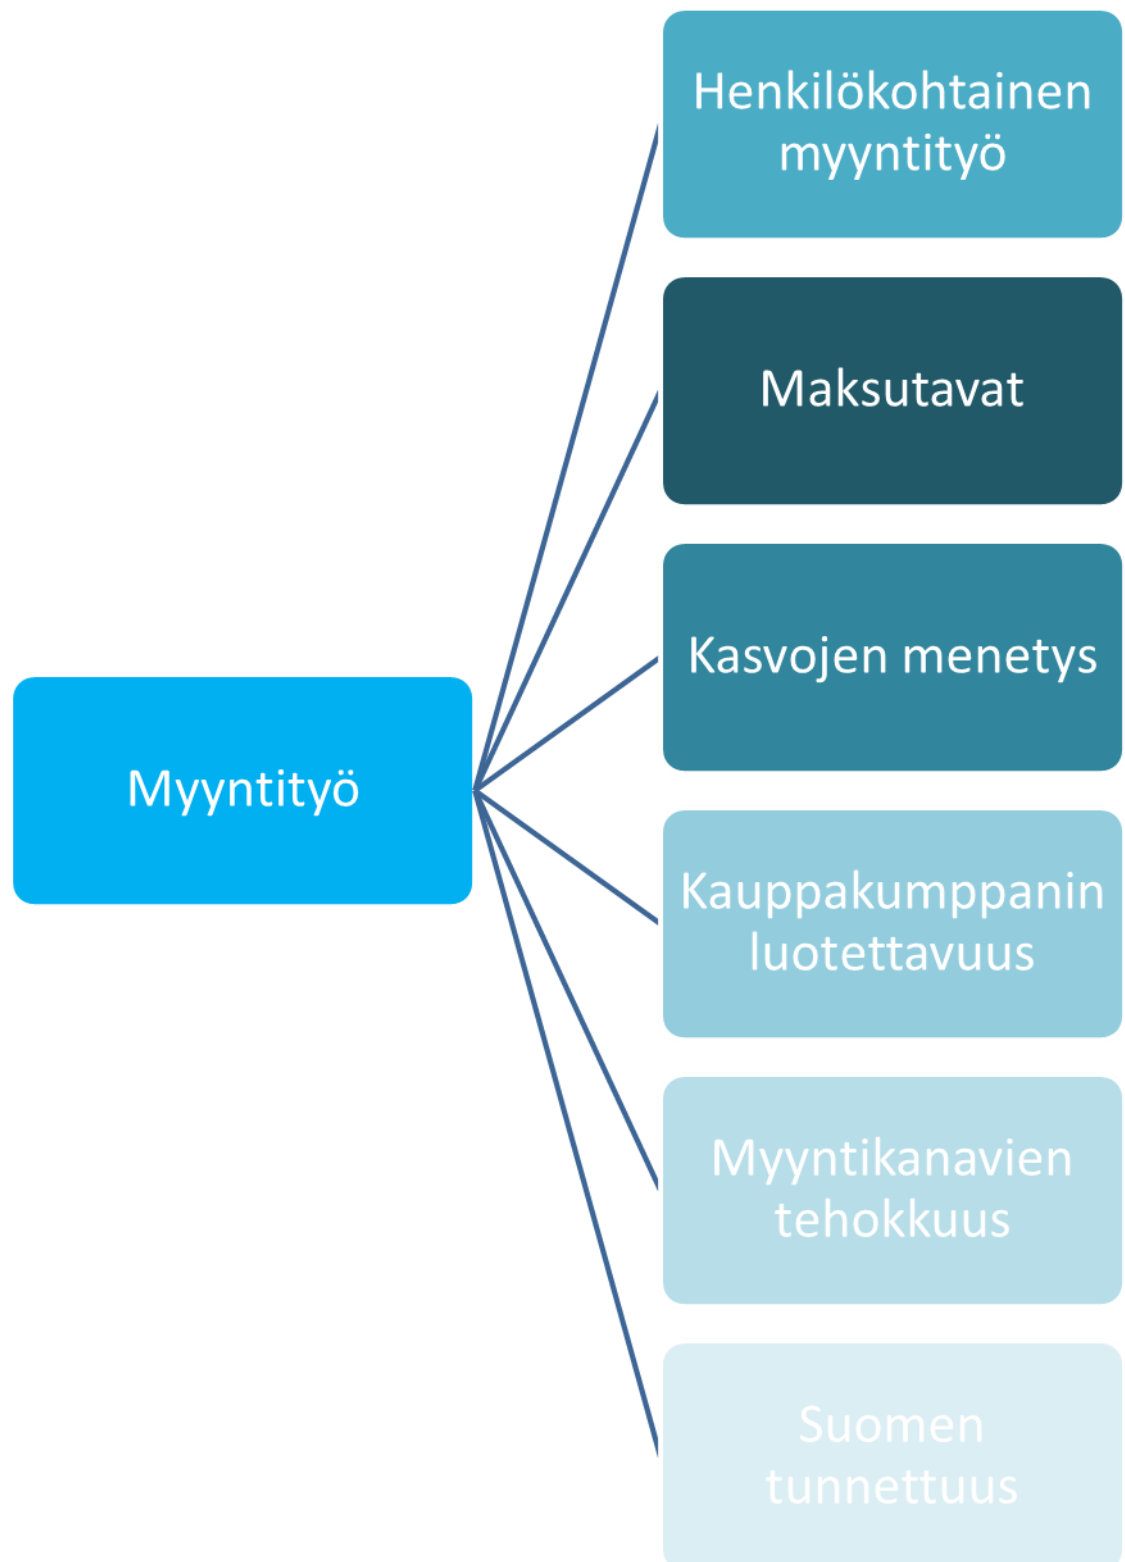 Myyntityö
Henkilökohtainen
myyntityö
Maksutavat
Kasvojen menetys
Kauppakumppanin
luotettavuus
Myyntikanavien
tehokkuus
Suomen
tunnettuus